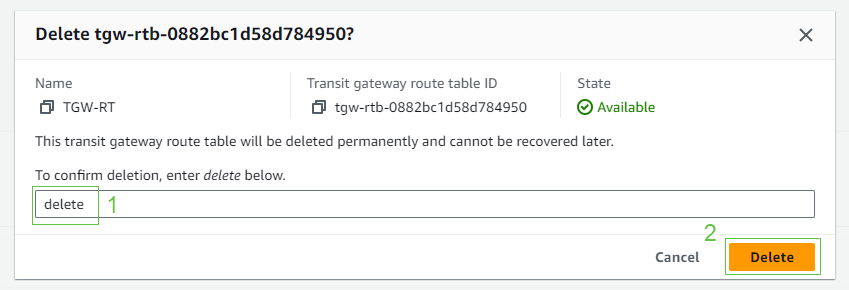 Delete tgw-rtb-0882bc1d58d784950?
Name
Transit gateway route table ID
State
TGW-RT
tgw-rtb-0882bc1d58d784950
Available
This transit gateway route table will be deleted permanently and cannot be recovered later.
To confirm deletion, enter delete below.
delete 1
2
Cancel
Delete